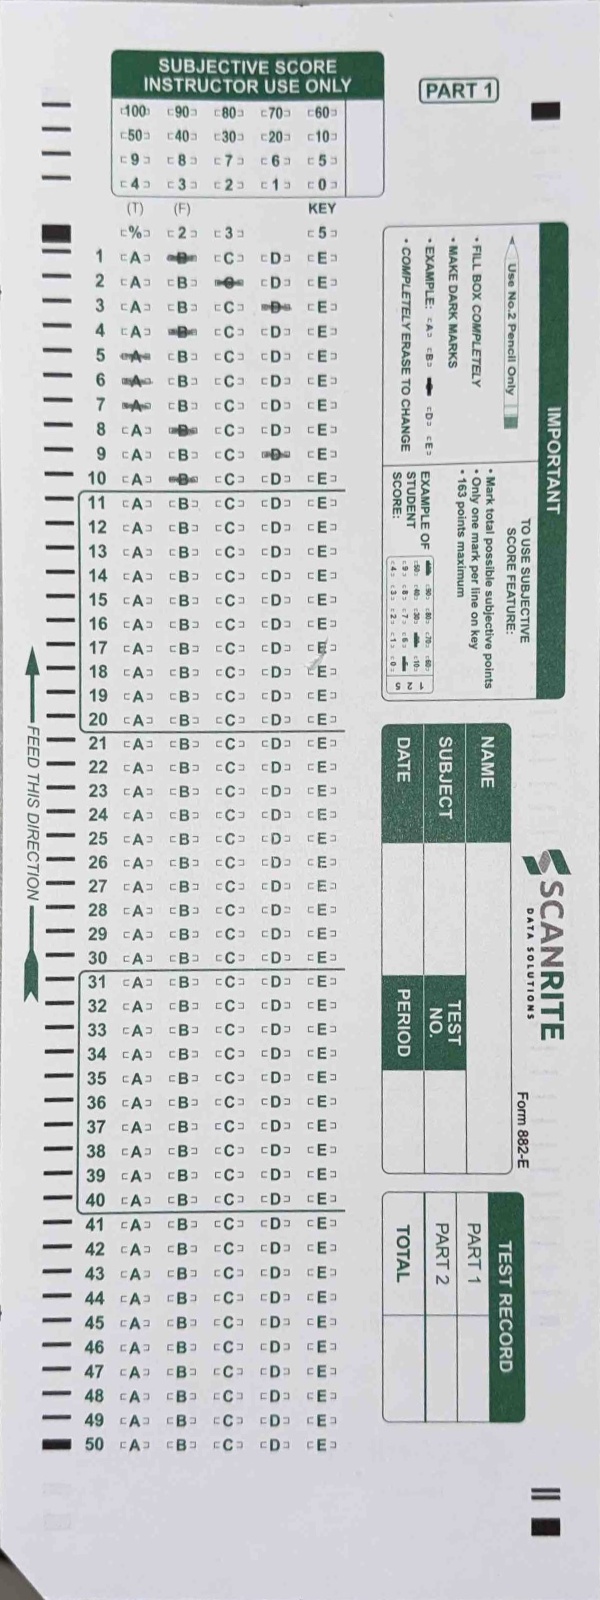 SUBJECTIVE SCORE
INSTRUCTOR USE ONLY
100 90 80 70 60
50 40 30 20 10
9 8 7 6 5
4 3 2 1 0
(T) (F) KEY
% 2 3 5
1 A B C D E
2 A B C D E
3 A B C D E
4 A B C D E
5 A B C D E
6 A B C D E
7 A B C D E
8 A B C D E
9 A B C D E
10 A B C D E
11 A B C D E
12 A B C D E
13 A B C D E
14 A B C D E
15 A B C D E
16 A B C D E
17 A B C D E
18 A B C D E
19 A B C D E
20 A B C D E
21 A B C D E
22 A B C D E
23 A B C D E
24 A B C D E
25 A B C D E
26 A B C D E
27 A B C D E
28 A B C D E
29 A B C D E
30 A B C D E
31 A B C D E
32 A B C D E
33 A B C D E
34 A B C D E
35 A B C D E
36 A B C D E
37 A B C D E
38 A B C D E
39 A B C D E
40 A B C D E
41 A B C D E
42 A B C D E
43 A B C D E
44 A B C D E
45 A B C D E
46 A B C D E
47 A B C D E
48 A B C D E
49 A B C D E
50 A B C D E
FEED THIS DIRECTION
PART 1
IMPORTANT
Use No.2 Pencil Only
• FILL BOX COMPLETELY
• MAKE DARK MARKS
• EXAMPLE: A B D E
• COMPLETELY ERASE TO CHANGE
TO USE SUBJECTIVE
SCORE FEATURE:
• Mark total possible subjective points
• Only one mark per line on key
• 163 points maximum
EXAMPLE OF
STUDENT
SCORE:
90 80 70 60
50 40 30 10
9 8 7 6
4 3 2 1 0
1
2
5
SCANRITE
DATA SOLUTIONS
Form 882-E
NAME
SUBJECT
TEST
NO.
DATE
PERIOD
TEST RECORD
PART 1
PART 2
TOTAL